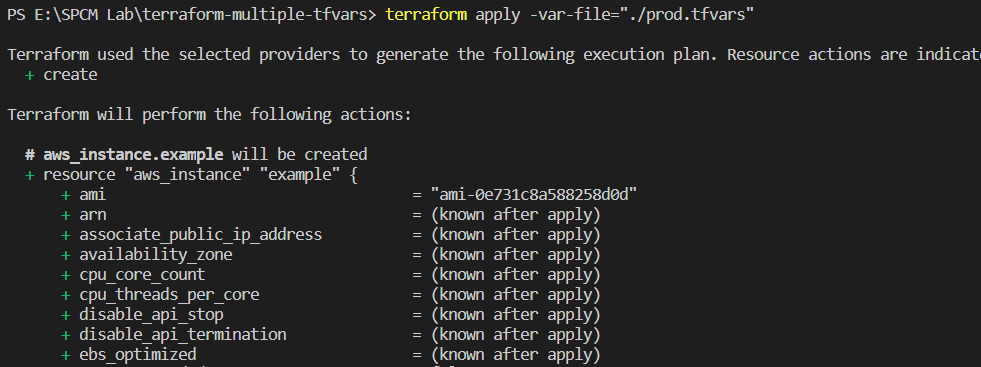 PS E:\SPCM Lab\terraform-multiple-tfvars> terraform apply -var-file="./prod.tfvars"
Terraform used the selected providers to generate the following execution plan. Resource actions are
+ create
Terraform will perform the following actions:
# aws_instance.example will be created
+ resource "aws_instance" "example" {
+ ami = "ami-0e731c8a588258d0d"
+ arn = (known after apply)
+ associate_public_ip_address = (known after apply)
+ availability_zone = (known after apply)
+ cpu_core_count = (known after apply)
+ cpu_threads_per_core = (known after apply)
+ disable_api_stop = (known after apply)
+ disable_api_termination = (known after apply)
+ ebs_optimized = (known after apply)